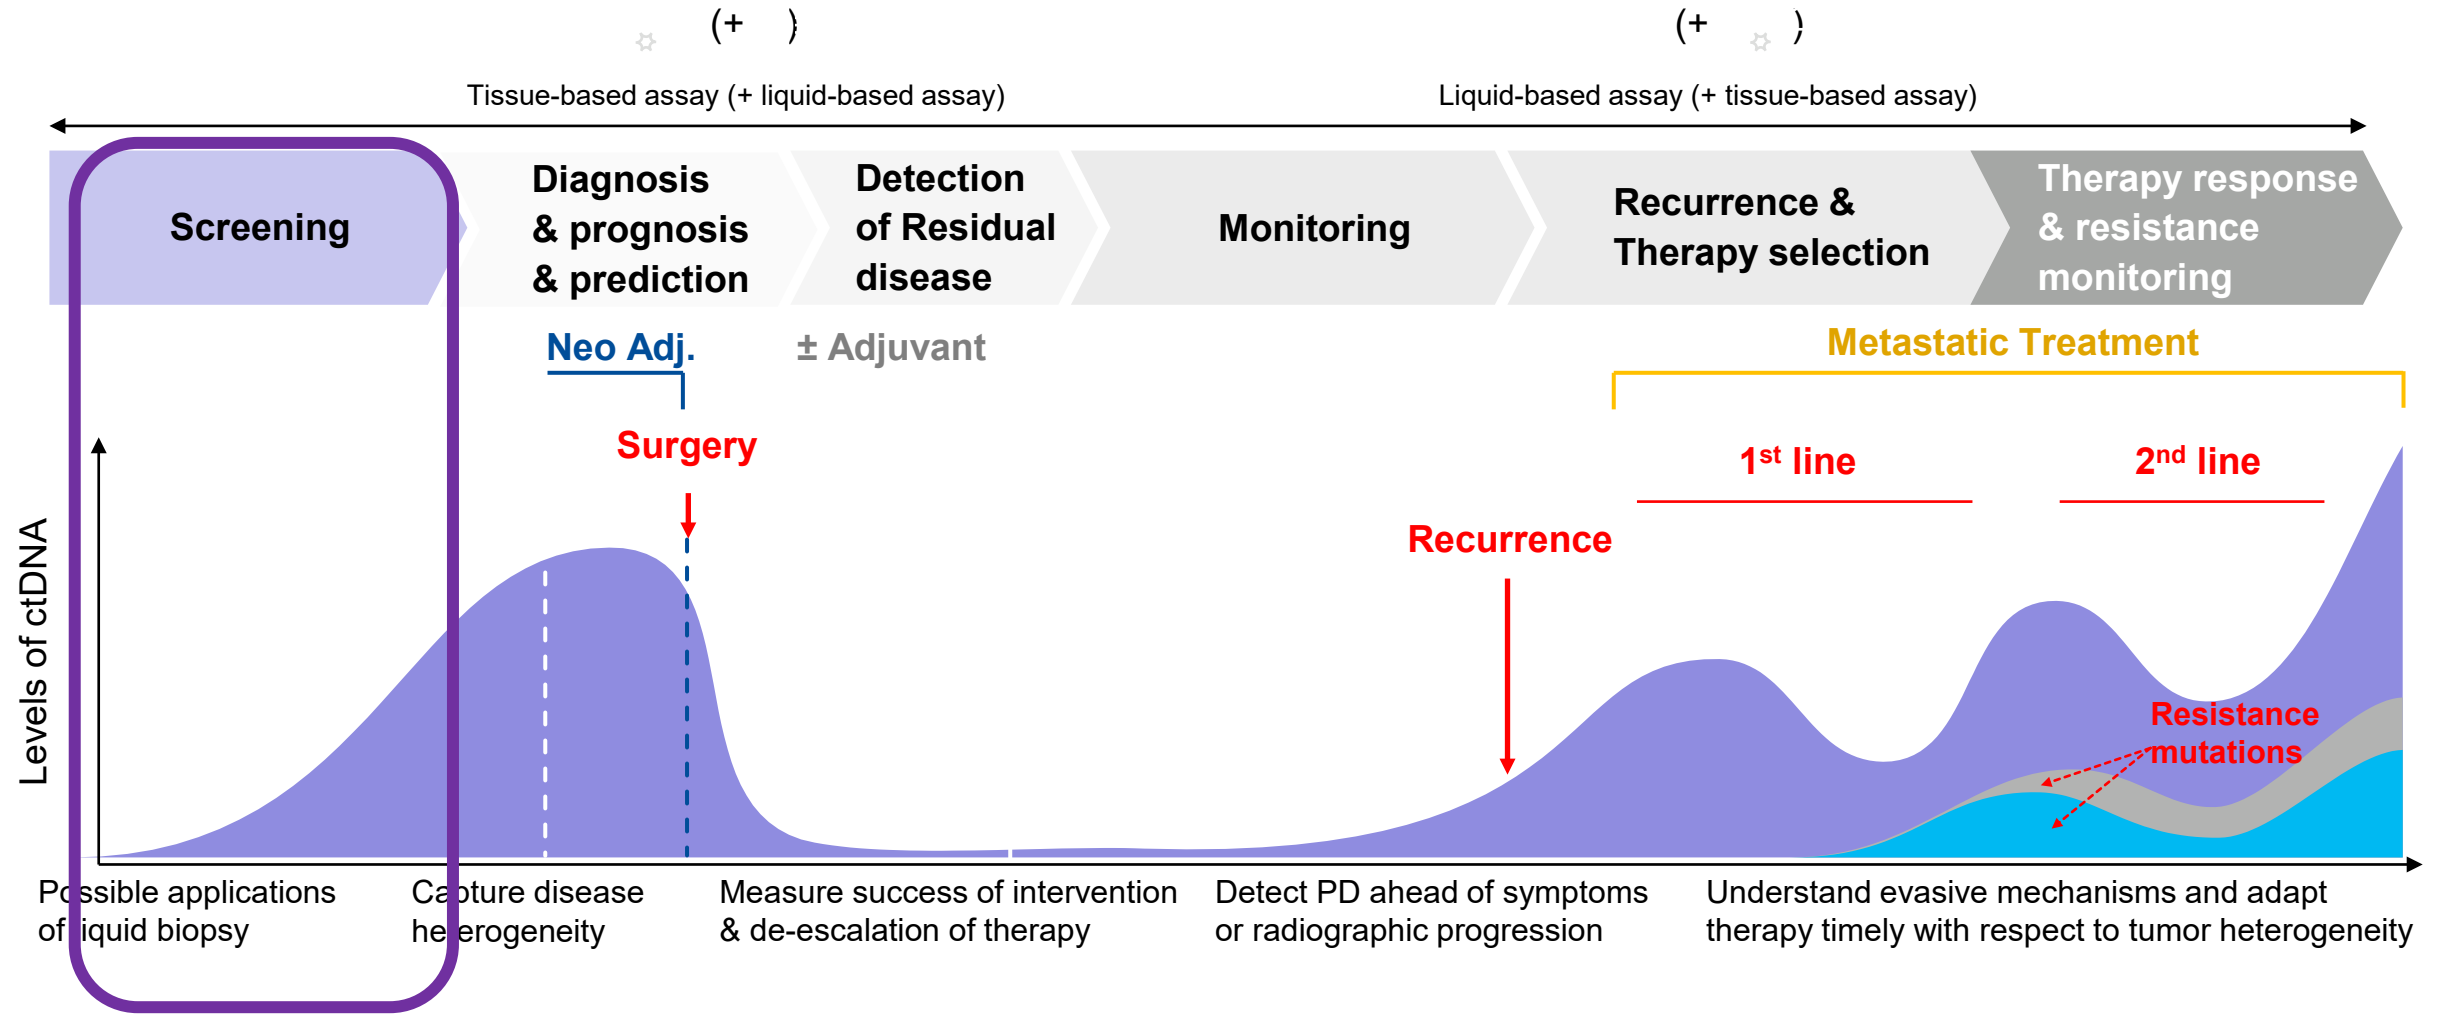 (+ )
(+ )
Tissue-based assay (+ liquid-based assay)
Liquid-based assay (+ tissue-based assay)
Screening
Diagnosis
& prognosis
& prediction
Detection
of Residual
disease
Monitoring
Recurrence &
Therapy selection
Therapy response
& resistance
monitoring
Neo Adj.
± Adjuvant
Metastatic Treatment
Surgery
1st line
2nd line
Recurrence
Resistance
mutations
Levels of ctDNA
Possible applications
of liquid biopsy
Capture disease
heterogeneity
Measure success of intervention
& de-escalation of therapy
Detect PD ahead of symptoms
or radiographic progression
Understand evasive mechanisms and adapt
therapy timely with respect to tumor heterogeneity